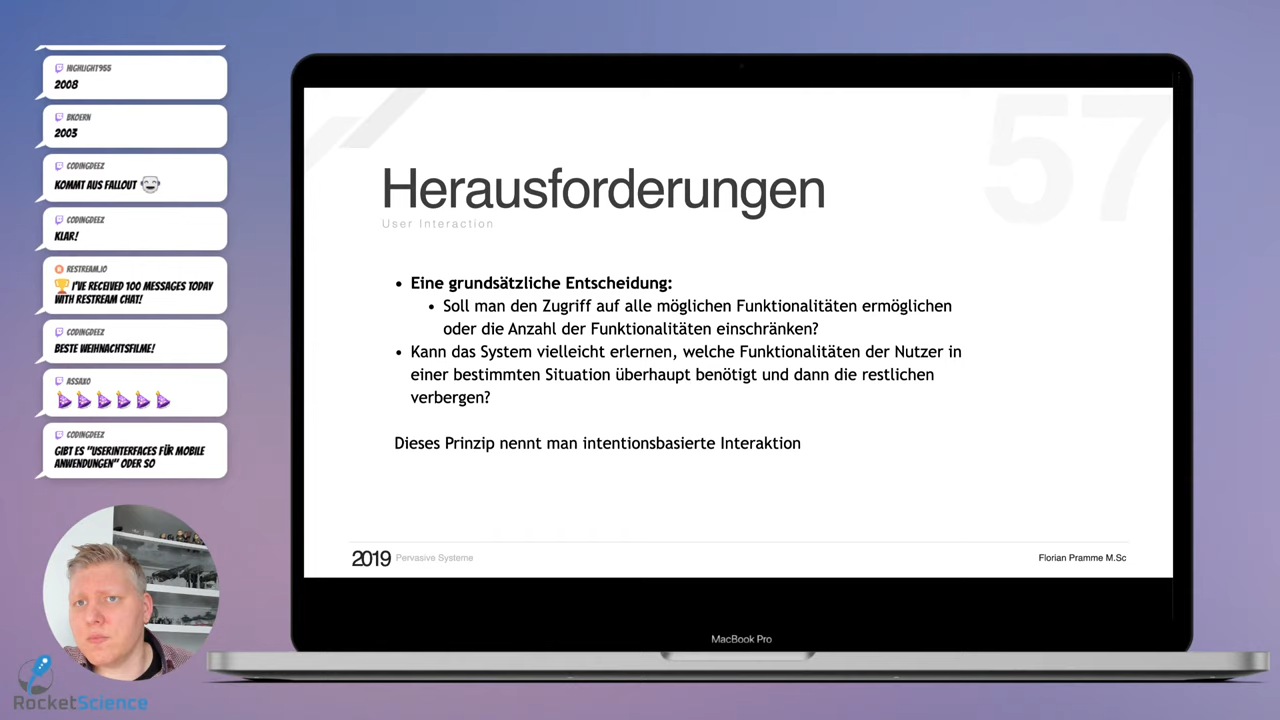 HIGHLIGHT955
2008
BKOERN
2003
CODINGDEEZ
KOMMT AUS FALLOUT
CODINGDEEZ
KLAR!
RESTREAM.IO
I'VE RECEIVED 100 MESSAGES TODAY
WITH RESTREAM CHAT!
CODINGDEEZ
BESTE WEIHNACHTSFILME!
ASSAXO
CODINGDEEZ
GIBT ES "USERINTERFACES FÜR MOBILE
ANWENDUNGEN" ODER SO
RocketScience
57
Herausforderungen
User Interaction
• Eine grundsätzliche Entscheidung:
• Soll man den Zugriff auf alle möglichen Funktionalitäten ermöglichen
oder die Anzahl der Funktionalitäten einschränken?
• Kann das System vielleicht erlernen, welche Funktionalitäten der Nutzer in
einer bestimmten Situation überhaupt benötigt und dann die restlichen
verbergen?
Dieses Prinzip nennt man intentionsbasierte Interaktion
2019 Pervasive Systeme
Florian Pramme M.Sc
MacBook Pro